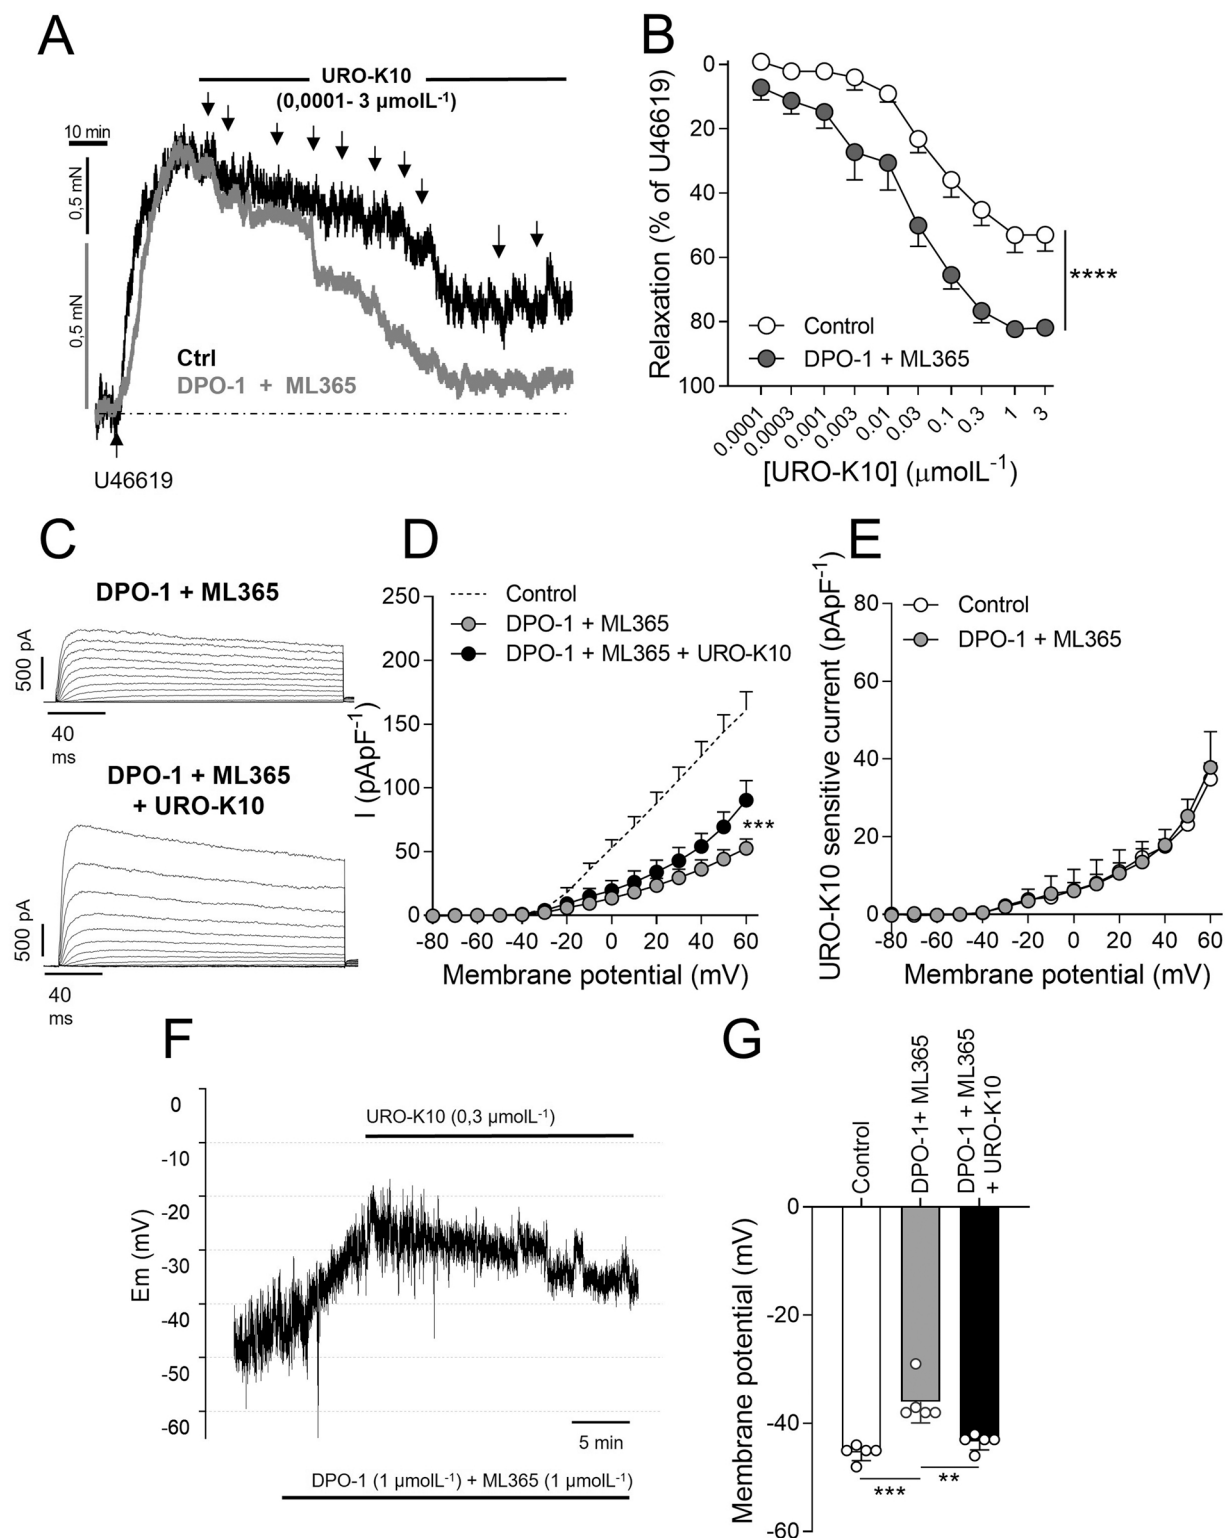 A
URO-K10
(0,0001- 3 µmolL⁻¹)
10 min
0,5 mN
0,5 mN
Ctrl
DPO-1 + ML365
U46619
B
Relaxation (% of U46619)
0
20
40
60
80
100
Control
DPO-1 + ML365
****
0.0001
0.0003
0.001
0.003
0.01
0.03
0.1
0.3
1
3
[URO-K10] (µmolL⁻¹)
C
DPO-1 + ML365
500 pA
40
ms
DPO-1 + ML365
+ URO-K10
500 pA
40
ms
D
I (pApF⁻¹)
250
200
150
100
50
0
Control
DPO-1 + ML365
DPO-1 + ML365 + URO-K10
***
-80 -60 -40 -20 0 20 40 60
Membrane potential (mV)
E
URO-K10 sensitive current (pApF⁻¹)
80
60
40
20
0
Control
DPO-1 + ML365
-80 -60 -40 -20 0 20 40 60
Membrane potential (mV)
F
Em (mV)
0
-10
-20
-30
-40
-50
-60
URO-K10 (0,3 µmolL⁻¹)
5 min
DPO-1 (1 µmolL⁻¹) + ML365 (1 µmolL⁻¹)
G
Control
DPO-1+ ML365
DPO-1 + ML365
+ URO-K10
Membrane potential (mV)
0
-20
-40
-60
***
**